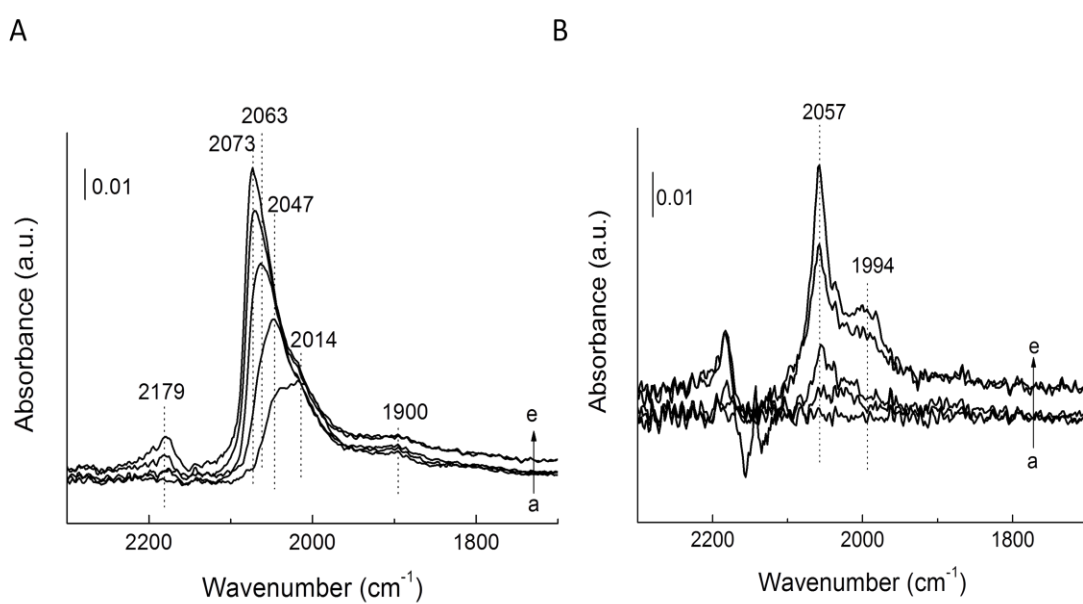 A
B
2063
2073
0.01
2047
2014
2179
1900
e
a
Absorbance (a.u.)
2200
2000
1800
Wavenumber (cm⁻¹)
2057
0.01
1994
e
a
Absorbance (a.u.)
2200
2000
1800
Wavenumber (cm⁻¹)